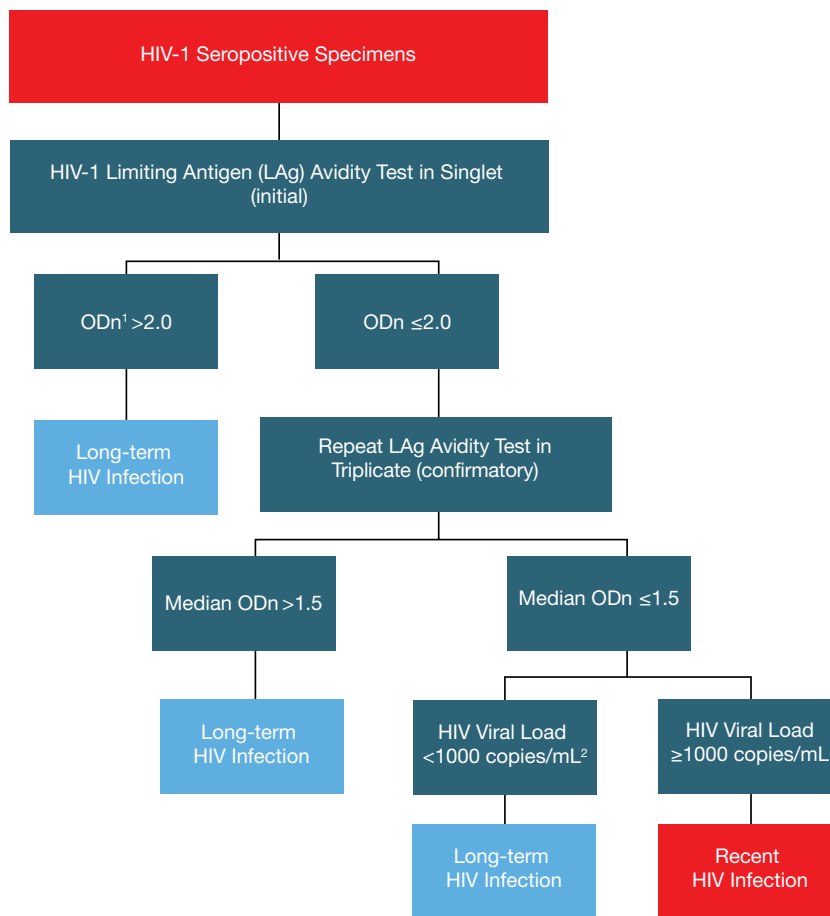 HIV-1 Seropositive Specimens
HIV-1 Limiting Antigen (LAg) Avidity Test in Singlet
(initial)
ODn¹ >2.0
ODn ≤2.0
Long-term
HIV Infection
Repeat LAg Avidity Test in
Triplicate (confirmatory)
Median ODn >1.5
Median ODn ≤1.5
Long-term
HIV Infection
HIV Viral Load
<1000 copies/mL²
HIV Viral Load
≥1000 copies/mL
Long-term
HIV Infection
Recent
HIV Infection